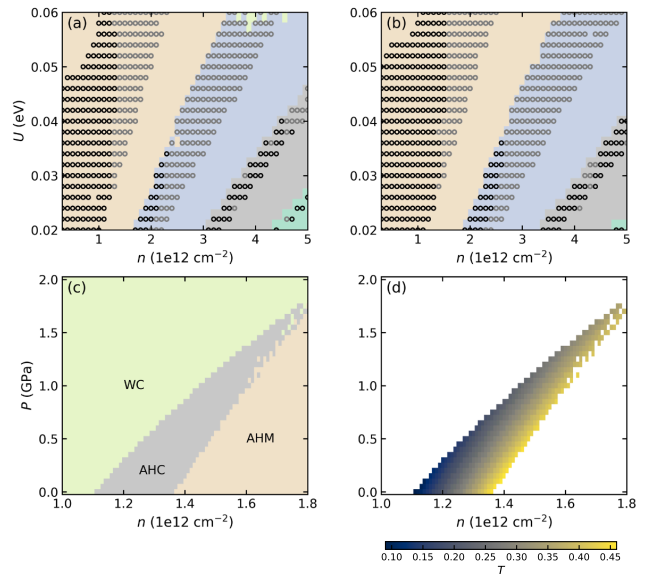 (a)
(b)
0.06
0.05
0.04
0.03
0.02
U (eV)
1
2
3
4
5
n (1e12 cm⁻²)
0.06
0.05
0.04
0.03
0.02
1
2
3
4
5
n (1e12 cm⁻²)
(c)
(d)
2.0
1.5
1.0
0.5
0.0
P (GPa)
WC
AHC
AHM
1.0
1.2
1.4
1.6
1.8
n (1e12 cm⁻²)
2.0
1.5
1.0
0.5
0.0
1.0
1.2
1.4
1.6
1.8
n (1e12 cm⁻²)
0.10 0.15 0.20 0.25 0.30 0.35 0.40 0.45
T